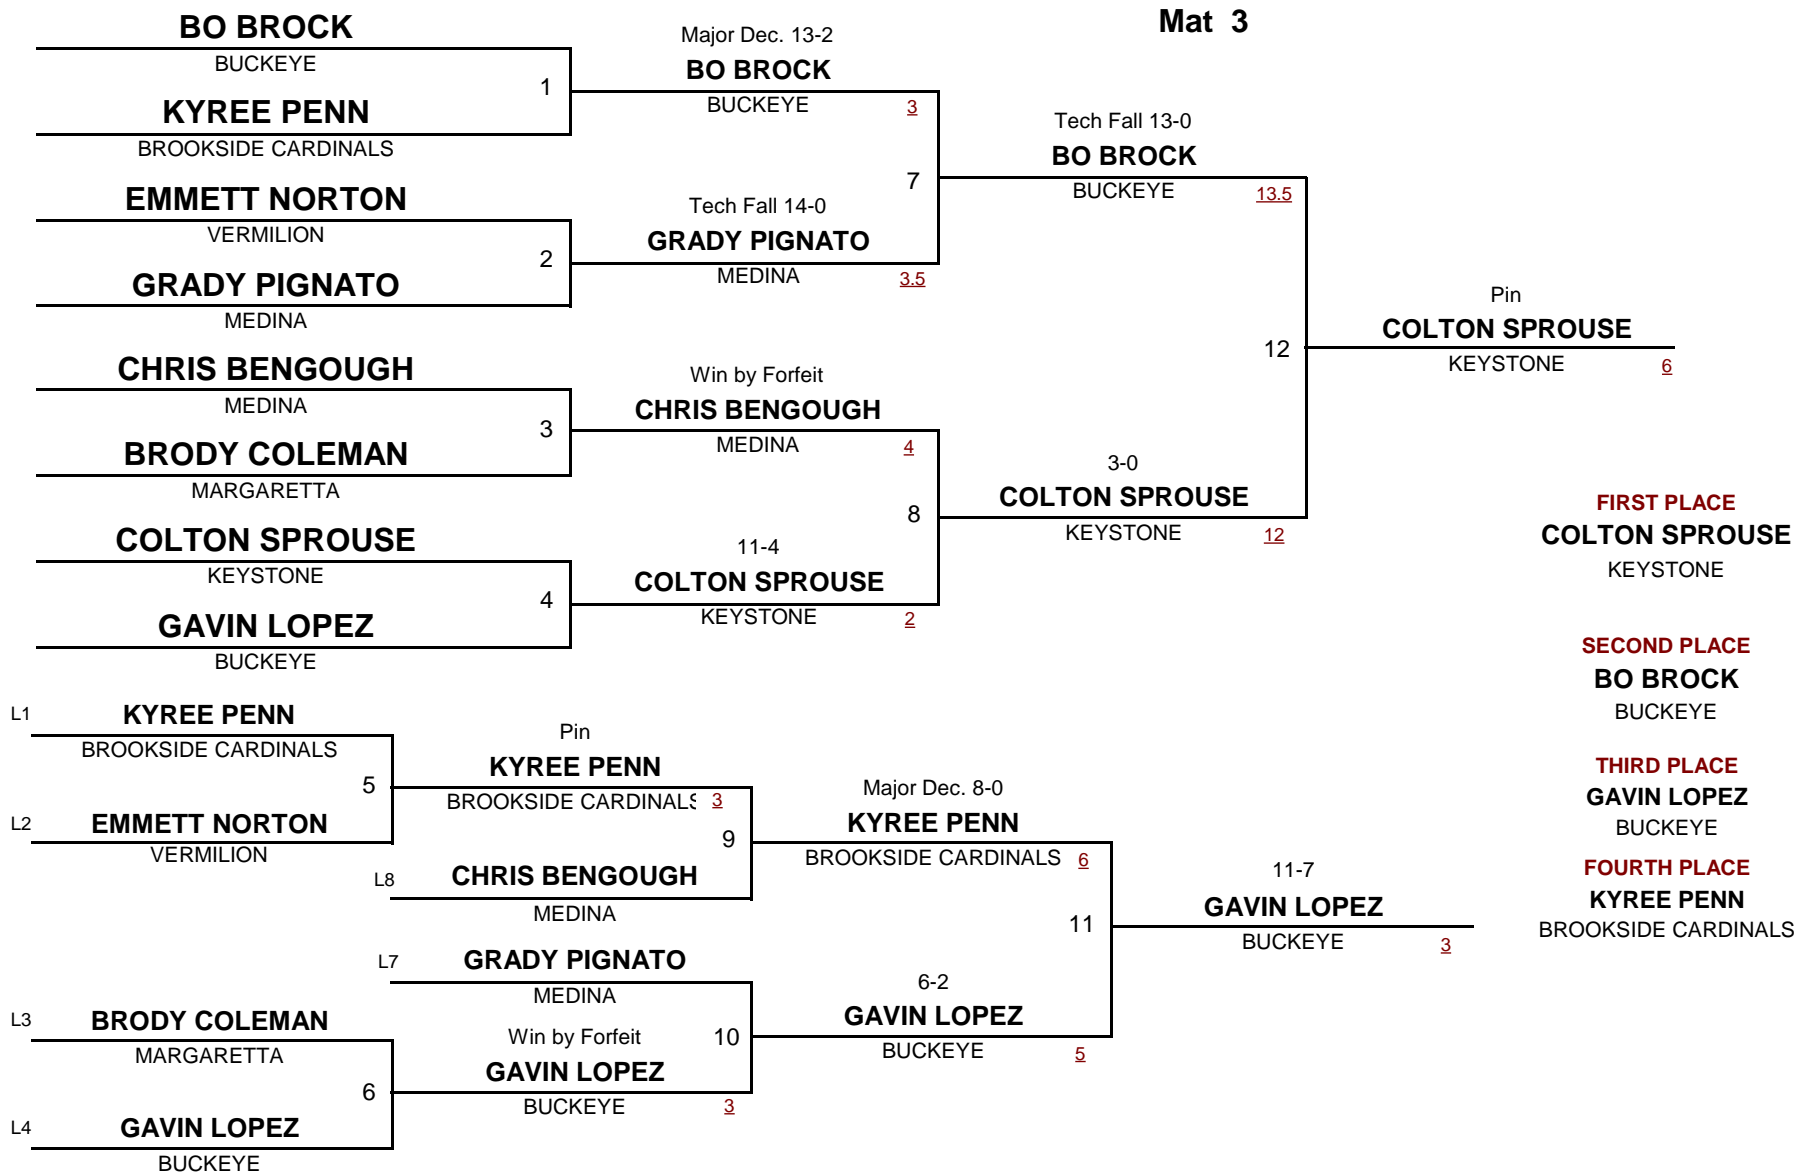 Mat 3
BO BROCK
BUCKEYE
1
KYREE PENN
BROOKSIDE CARDINALS
EMMETT NORTON
VERMILION
2
GRADY PIGNATO
MEDINA
CHRIS BENGOUGH
MEDINA
3
BRODY COLEMAN
MARGARETTA
COLTON SPROUSE
KEYSTONE
4
GAVIN LOPEZ
BUCKEYE
Major Dec. 13-2
BO BROCK
BUCKEYE 3
7
Tech Fall 14-0
GRADY PIGNATO
MEDINA 3.5
Win by Forfeit
CHRIS BENGOUGH
MEDINA 4
8
11-4
COLTON SPROUSE
KEYSTONE 2
Tech Fall 13-0
BO BROCK
BUCKEYE 13.5
12
3-0
COLTON SPROUSE
KEYSTONE 12
Pin
COLTON SPROUSE
KEYSTONE 6
L1 KYREE PENN
BROOKSIDE CARDINALS
5
L2 EMMETT NORTON
VERMILION
L3 BRODY COLEMAN
MARGARETTA
6
L4 GAVIN LOPEZ
BUCKEYE
Pin
KYREE PENN
BROOKSIDE CARDINALS 3
9
L8 CHRIS BENGOUGH
MEDINA
L7 GRADY PIGNATO
MEDINA
10
Win by Forfeit
GAVIN LOPEZ
BUCKEYE 3
Major Dec. 8-0
KYREE PENN
BROOKSIDE CARDINALS 6
11
6-2
GAVIN LOPEZ
BUCKEYE 5
11-7
GAVIN LOPEZ
BUCKEYE 3
FIRST PLACE
COLTON SPROUSE
KEYSTONE
SECOND PLACE
BO BROCK
BUCKEYE
THIRD PLACE
GAVIN LOPEZ
BUCKEYE
FOURTH PLACE
KYREE PENN
BROOKSIDE CARDINALS